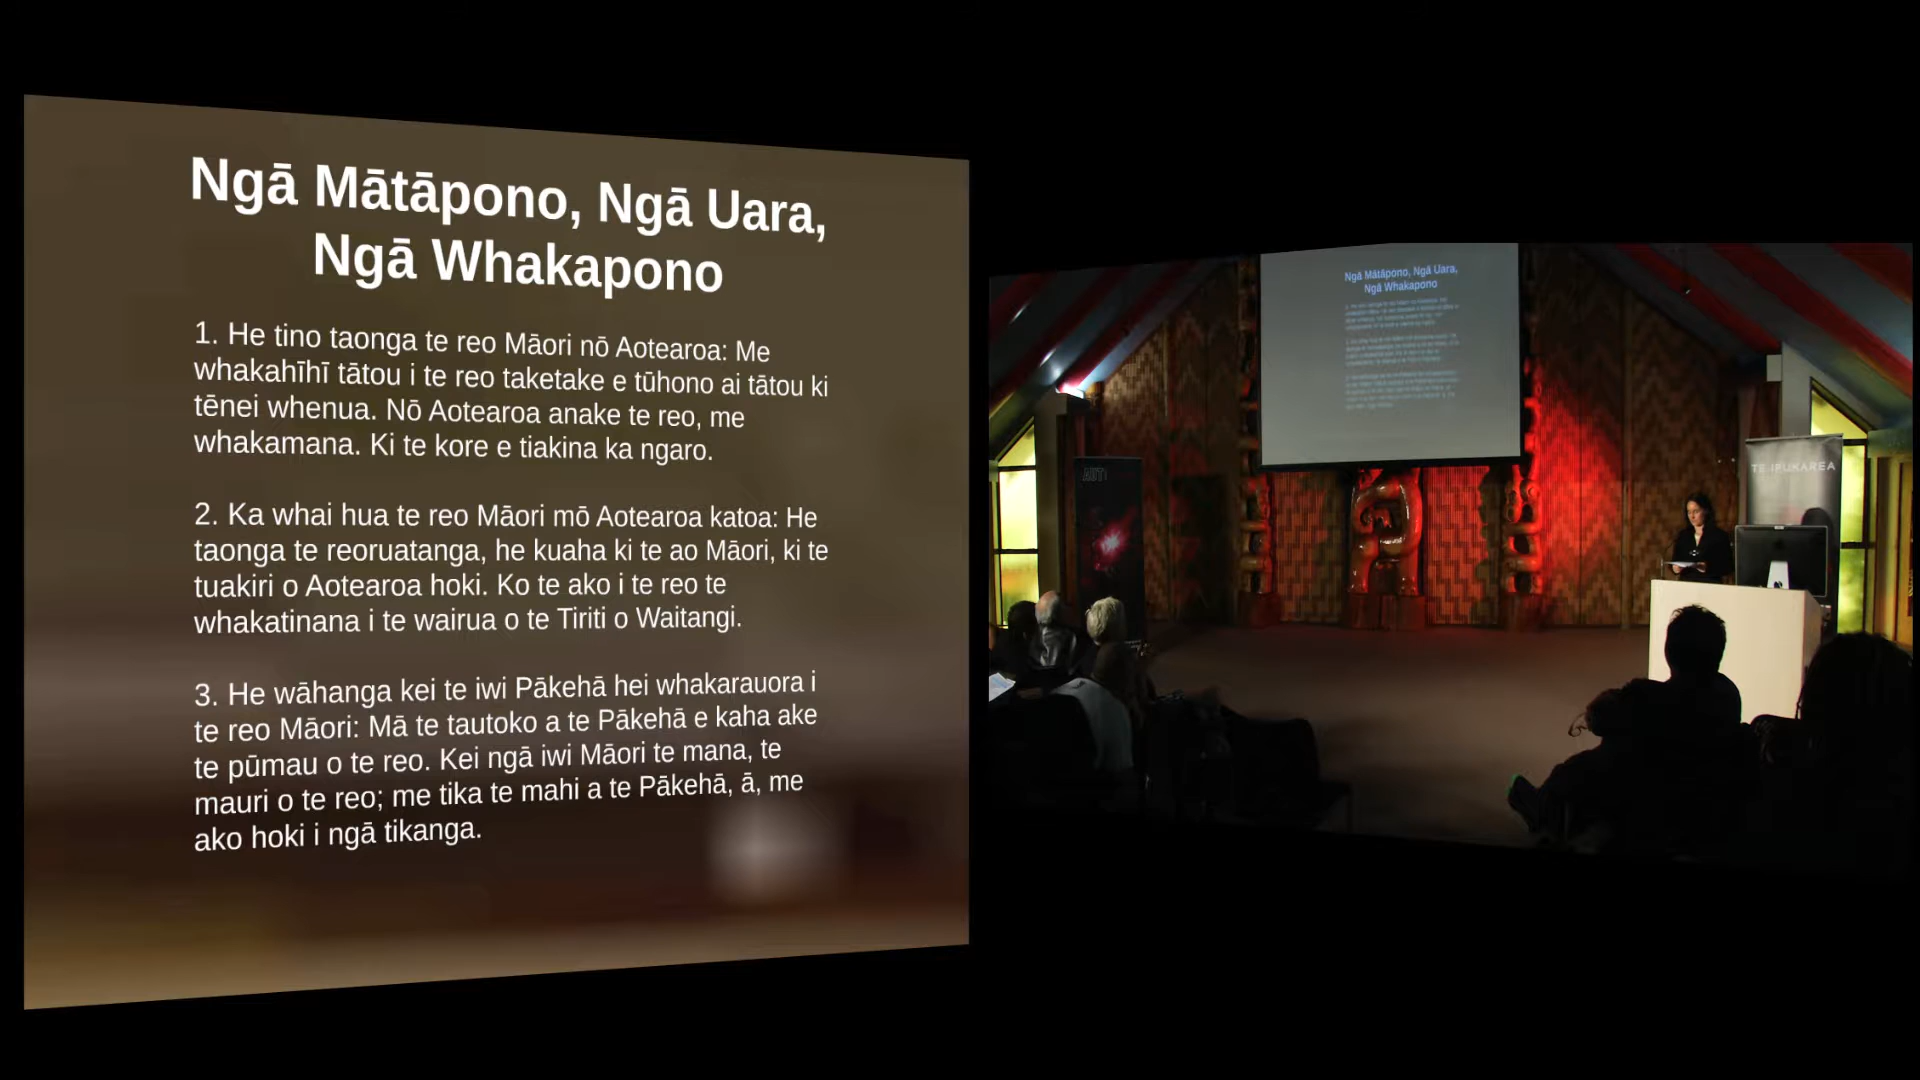 Ngā Mātāpono, Ngā Uara,
Ngā Whakapono
1. He tino taonga te reo Māori nō Aotearoa: Me
whakahīhī tātou i te reo taketake e tūhono ai tātou ki
tēnei whenua. Nō Aotearoa anake te reo, me
whakamana. Ki te kore e tiakina ka ngaro.
2. Ka whai hua te reo Māori mō Aotearoa katoa: He
taonga te reoruatanga, he kuaha ki te ao Māori, ki te
tuakiri o Aotearoa hoki. Ko te ako i te reo te
whakatinana i te wairua o te Tiriti o Waitangi.
3. He wāhanga kei te iwi Pākehā hei whakarauora i
te reo Māori: Mā te tautoko a te Pākehā e kaha ake
te pūmau o te reo. Kei ngā iwi Māori te mana, te
mauri o te reo; me tika te mahi a te Pākehā, ā, me
ako hoki i ngā tikanga.
Ngā Mātāpono, Ngā Uara,
Ngā Whakapono
AUT
TE IPUKAREA